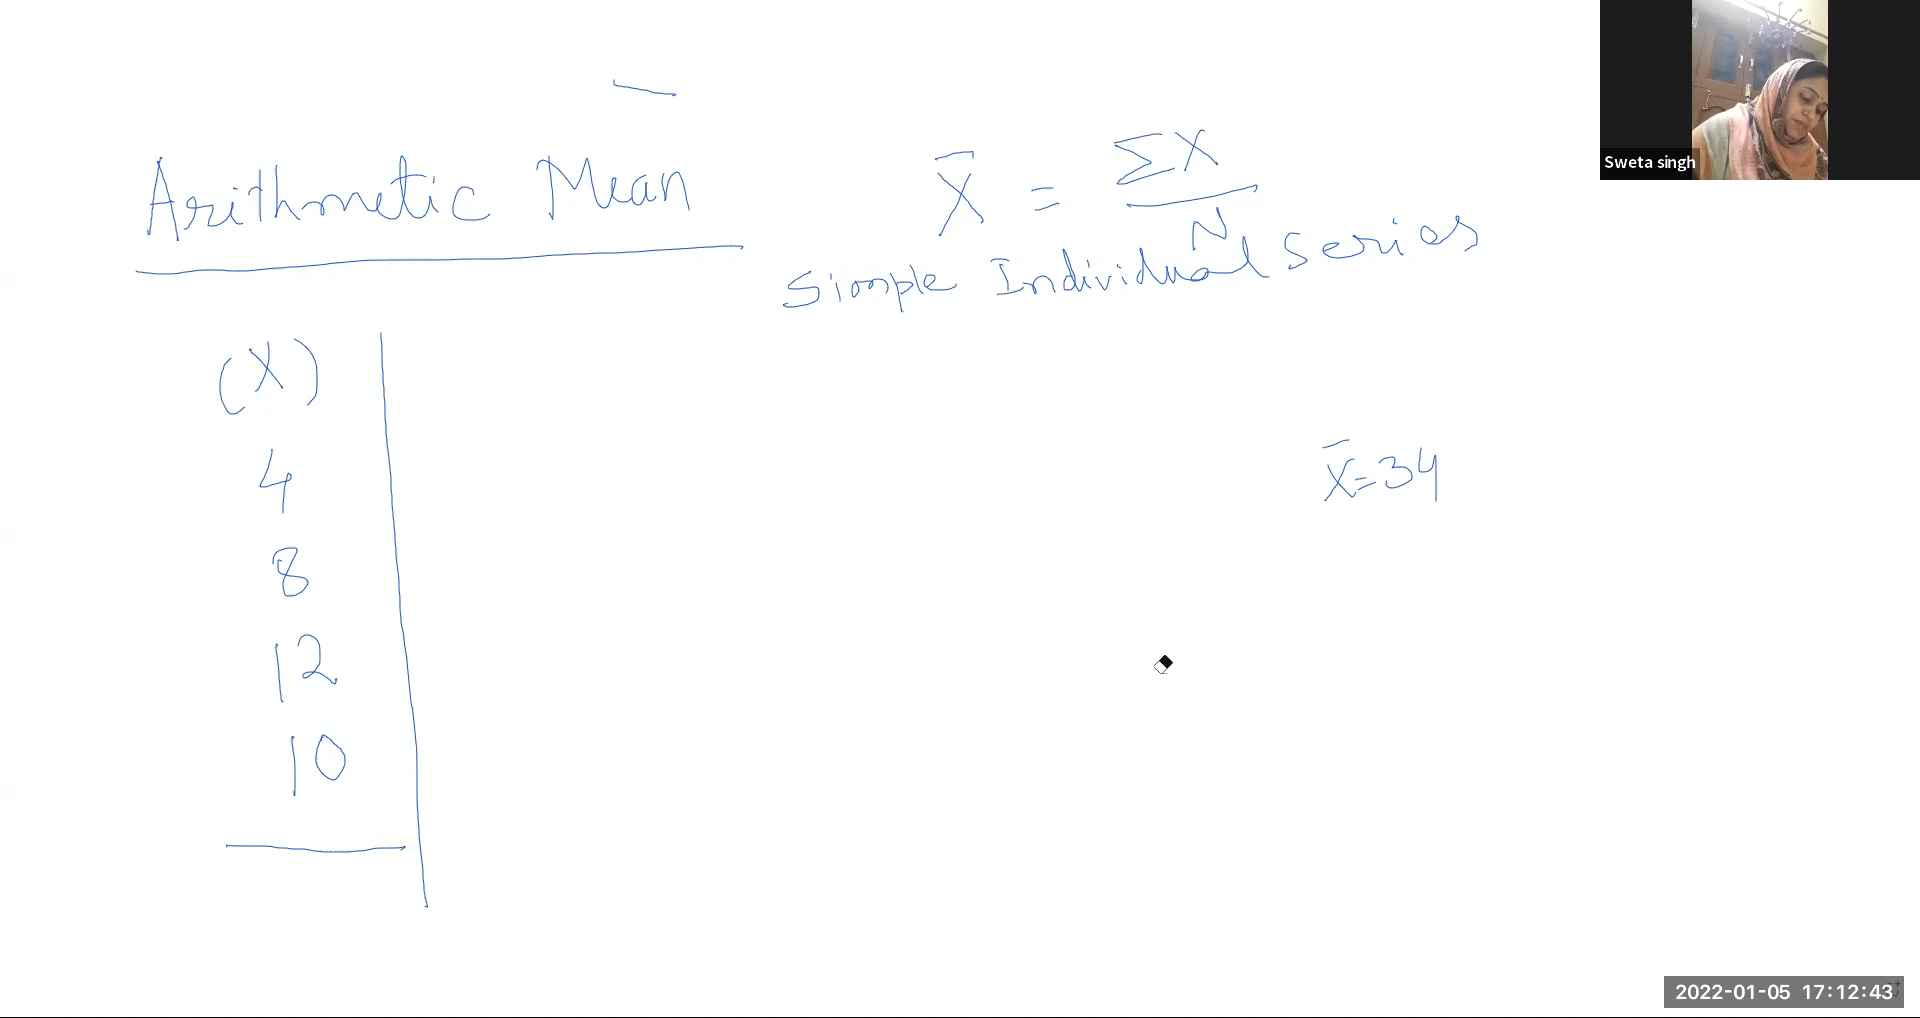 Sweta singh
Arithmetic Mean
X̄ = ΣX / N
Simple Individual Series
(X)
4
8
12
10
X̄=34
2022-01-05 17:12:43